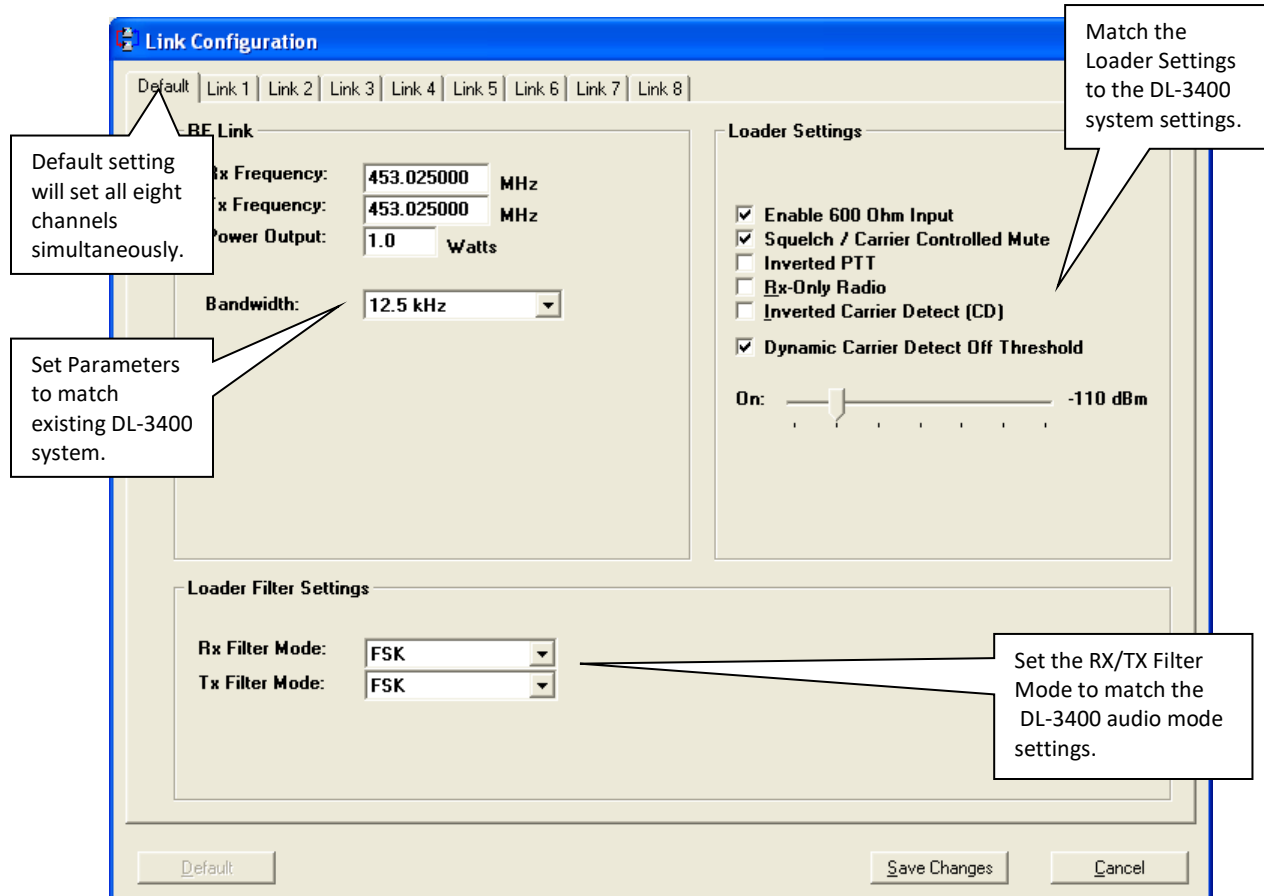 Link Configuration
Match the
Loader Settings
to the DL-3400
system settings.
Default Link 1 Link 2 Link 3 Link 4 Link 5 Link 6 Link 7 Link 8
Default setting
will set all eight
channels
simultaneously.
RF Link
Rx Frequency: 453.025000 MHz
Tx Frequency: 453.025000 MHz
Power Output: 1.0 Watts
Bandwidth: 12.5 kHz
Set Parameters
to match
existing DL-3400
system.
Loader Settings
Enable 600 Ohm Input
Squelch / Carrier Controlled Mute
Inverted PTT
Rx-Only Radio
Inverted Carrier Detect (CD)
Dynamic Carrier Detect Off Threshold
On: -110 dBm
Loader Filter Settings
Rx Filter Mode: FSK
Tx Filter Mode: FSK
Set the RX/TX Filter
Mode to match the
DL-3400 audio mode
settings.
Default Save Changes Cancel